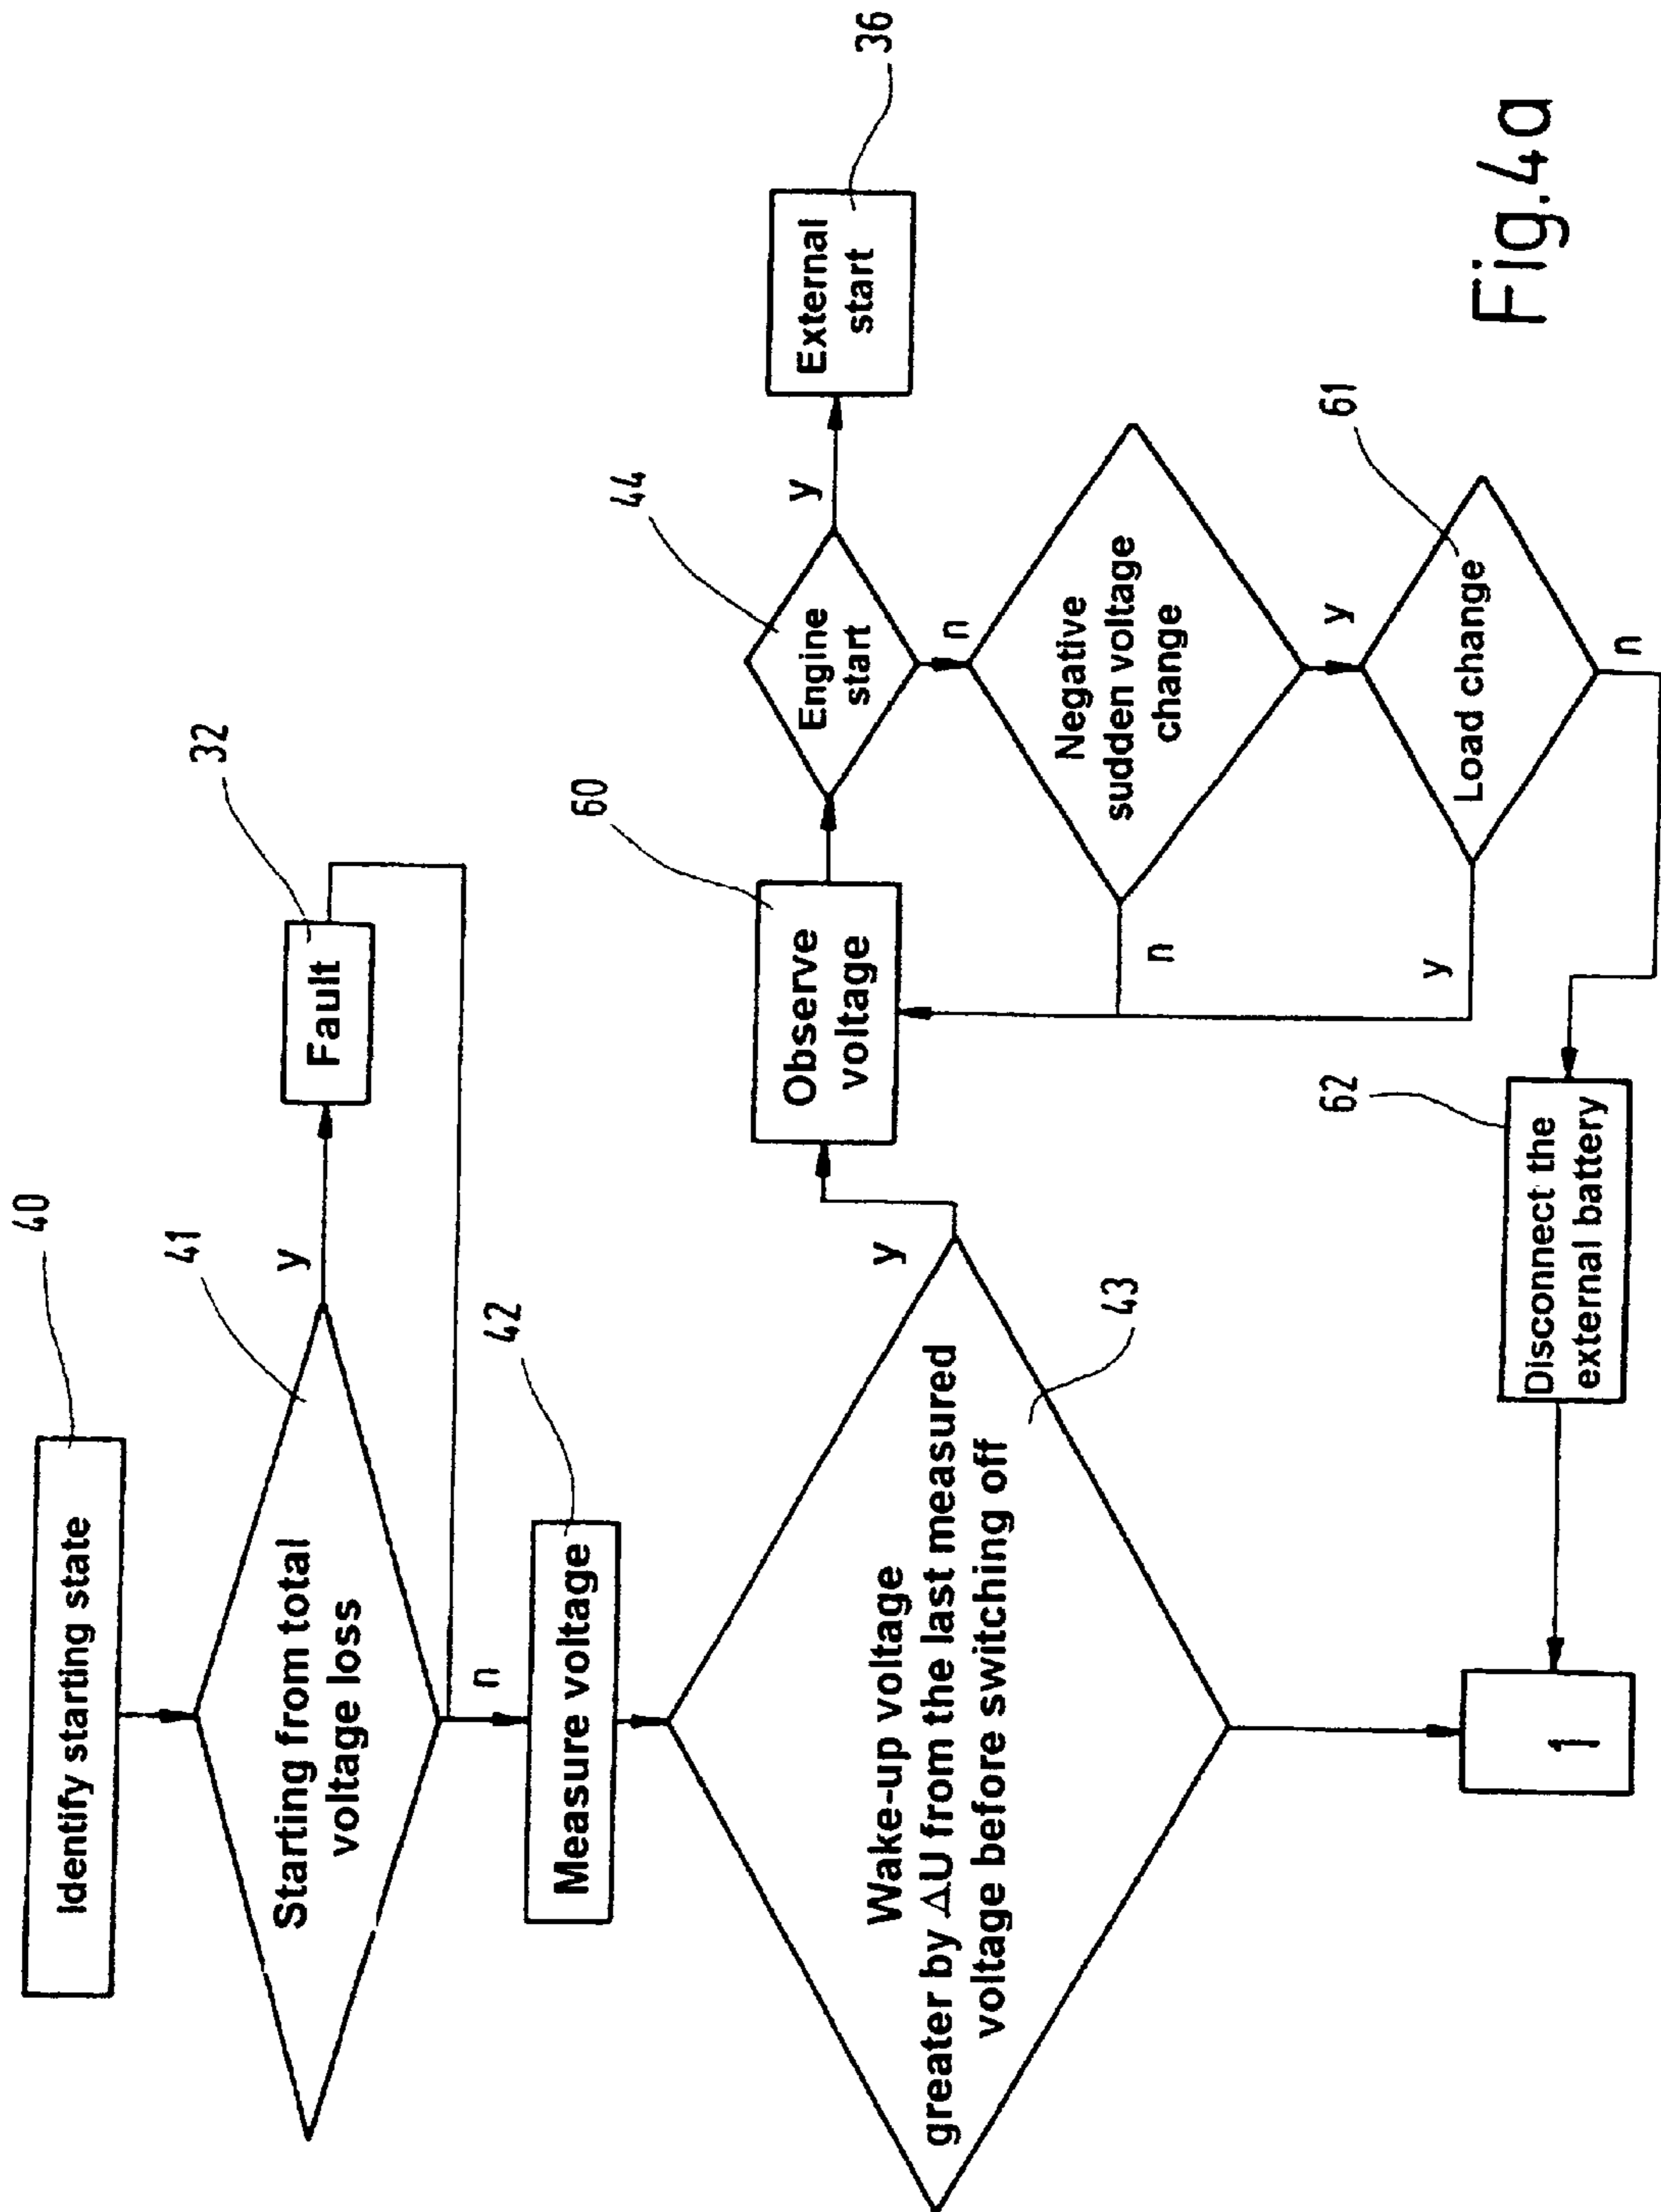 40
Identify starting state
41
Starting from total
voltage loss
y
32
Fault
n
42
Measure voltage
Wake-up voltage
greater by ΔU from the last measured
voltage before switching off
43
y
60
Observe
voltage
44
Engine
start
y
External
start
36
n
Negative
sudden voltage
change
n
y
61
Load change
y
n
62
Disconnect the
external battery
1
Fig.4a